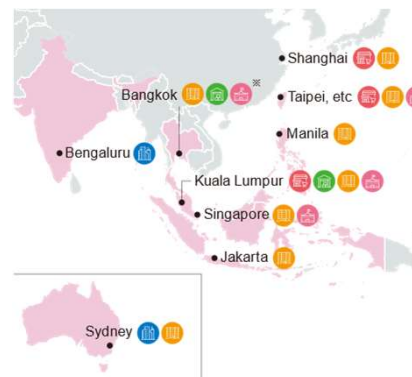 Shanghai
Bangkok ※
Taipei, etc
Manila
Bengaluru
Kuala Lumpur
Singapore
Jakarta
Sydney